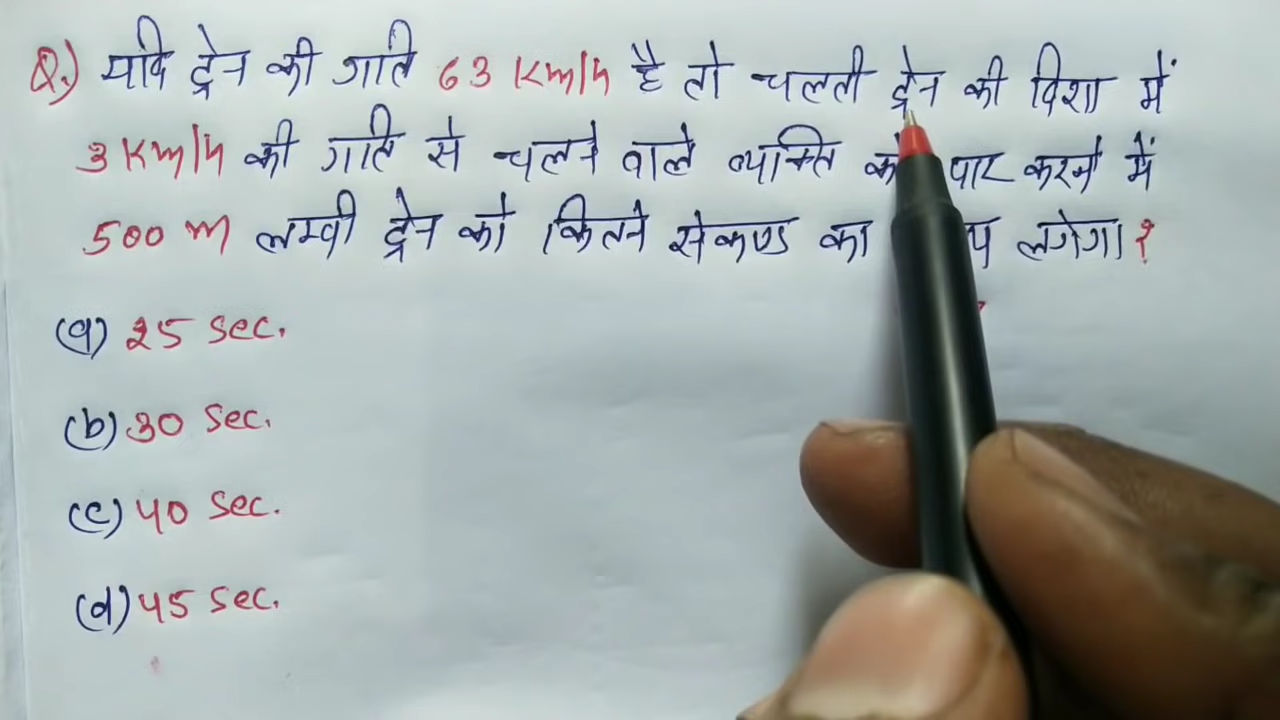 Q.) यदि ट्रेन की गति 63 Km/h है तो चलती ट्रेन की दिशा में
3 Km/h की गति से चलने वाले व्यक्ति को पार करने में
500 m लम्बी ट्रेन को कितने सेकण्ड का लगेगा ?
(a) 25 Sec.
(b) 30 Sec.
(c) 40 Sec.
(d) 45 Sec.